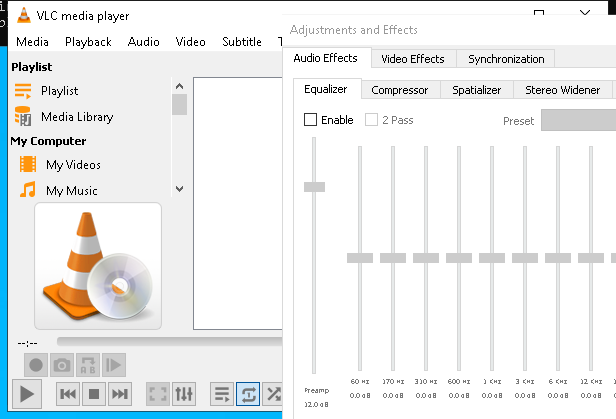 VLC media player
Media Playback Audio Video Subtitle
Playlist
Playlist
Media Library
My Computer
My Videos
My Music
--:--
Adjustments and Effects
Audio Effects Video Effects Synchronization
Equalizer Compressor Spatializer Stereo Widener
Enable 2 Pass Preset
60 Hz 170 Hz 310 Hz 600 Hz 1 KHz 3 KHz 6 KHz 12 KHz
Preamp 0.0 dB 0.0 dB 0.0 dB 0.0 dB 0.0 dB 0.0 dB 0.0 dB 0.0 dB
12.0 dB